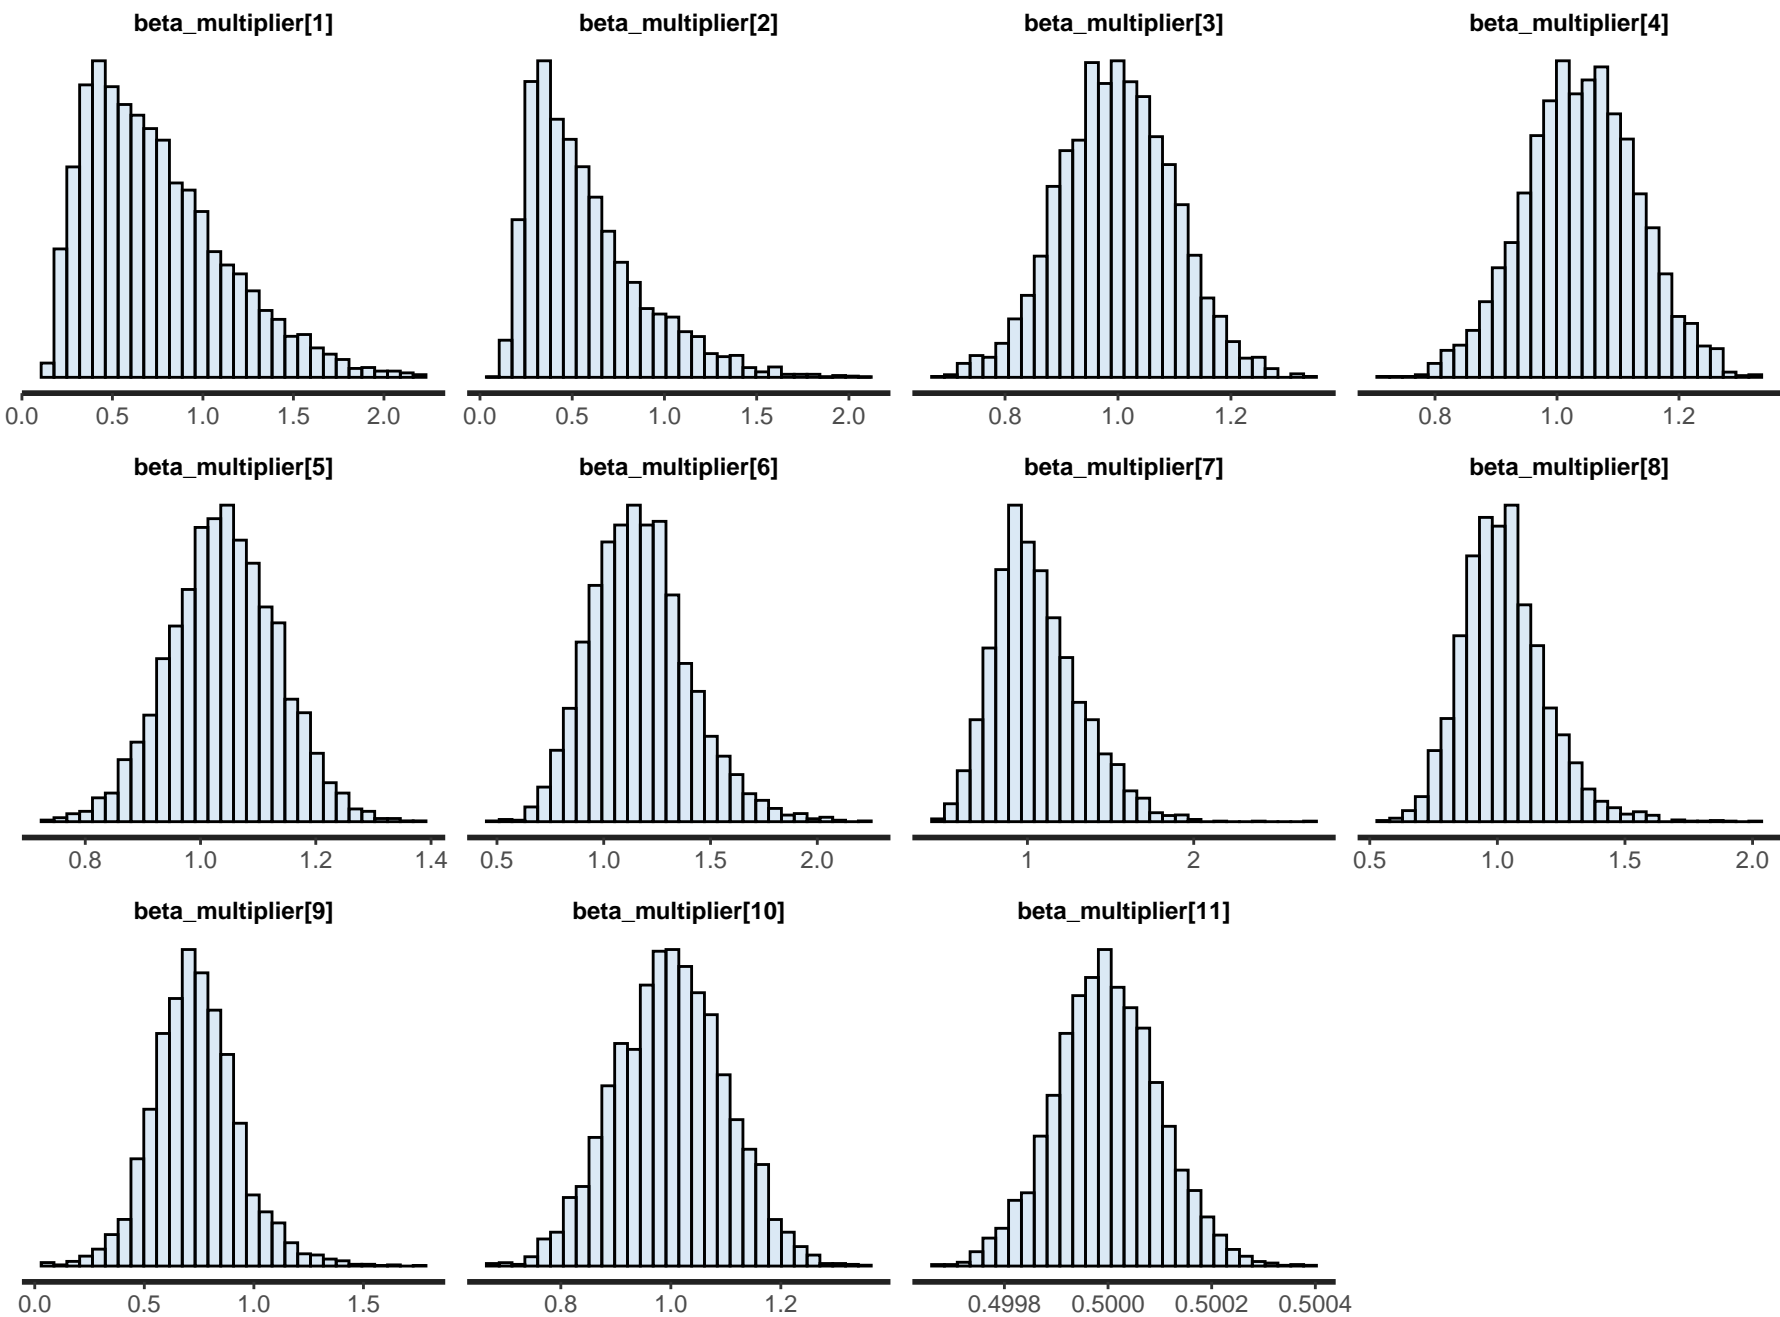 beta_multiplier[1] beta_multiplier[2] beta_multiplier[3] beta_multiplier[4]
0.0 0.5 1.0 1.5 2.0 0.0 0.5 1.0 1.5 2.0 0.8 1.0 1.2 0.8 1.0 1.2
beta_multiplier[5] beta_multiplier[6] beta_multiplier[7] beta_multiplier[8]
0.8 1.0 1.2 1.4 0.5 1.0 1.5 2.0 1 2 0.5 1.0 1.5 2.0
beta_multiplier[9] beta_multiplier[10] beta_multiplier[11]
0.0 0.5 1.0 1.5 0.8 1.0 1.2 0.4998 0.5000 0.5002 0.5004